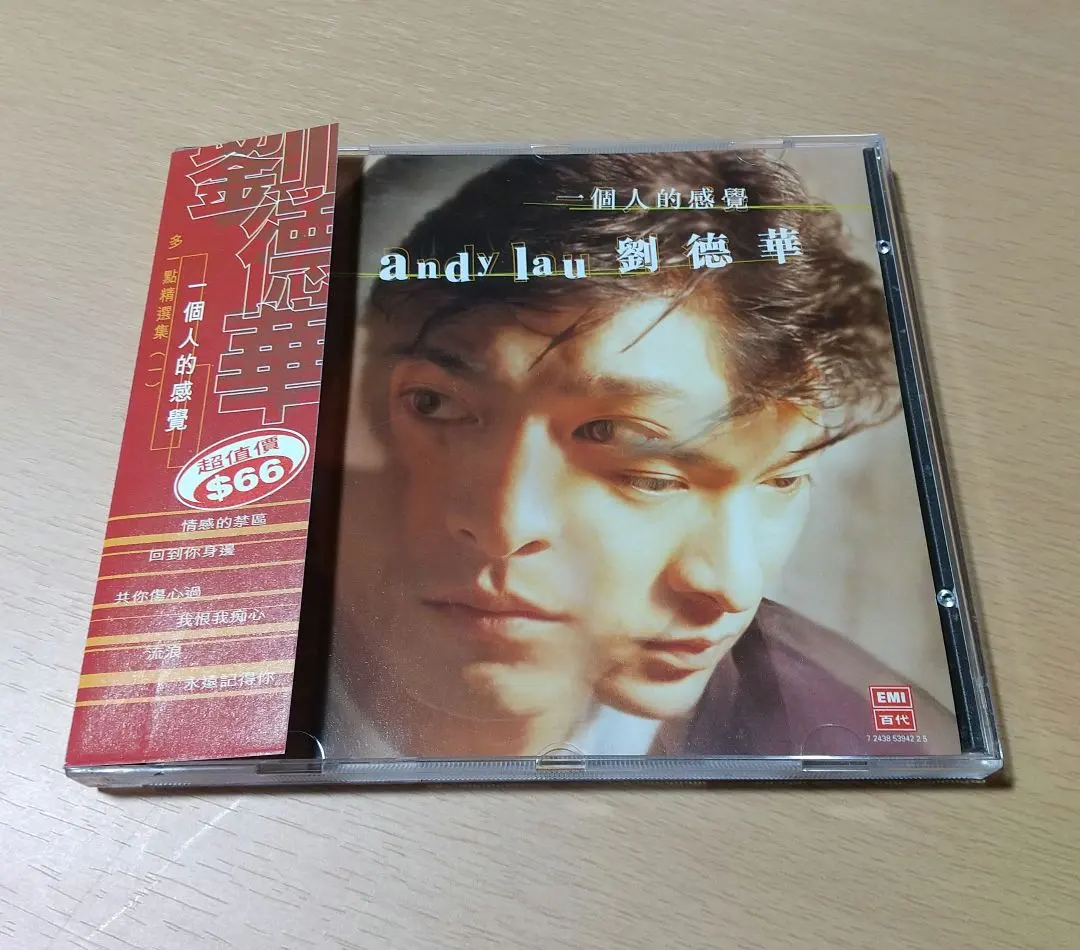 劉德華
多一點精選集(一)
一個人的感覺
超值價
$66
情感的禁區
回到你身邊
共你傷心過
我恨我痴心
流浪
永遠記得你
一個人的感覺
andy lau 劉德華
EMI
百代
7 2438 53942 2 5